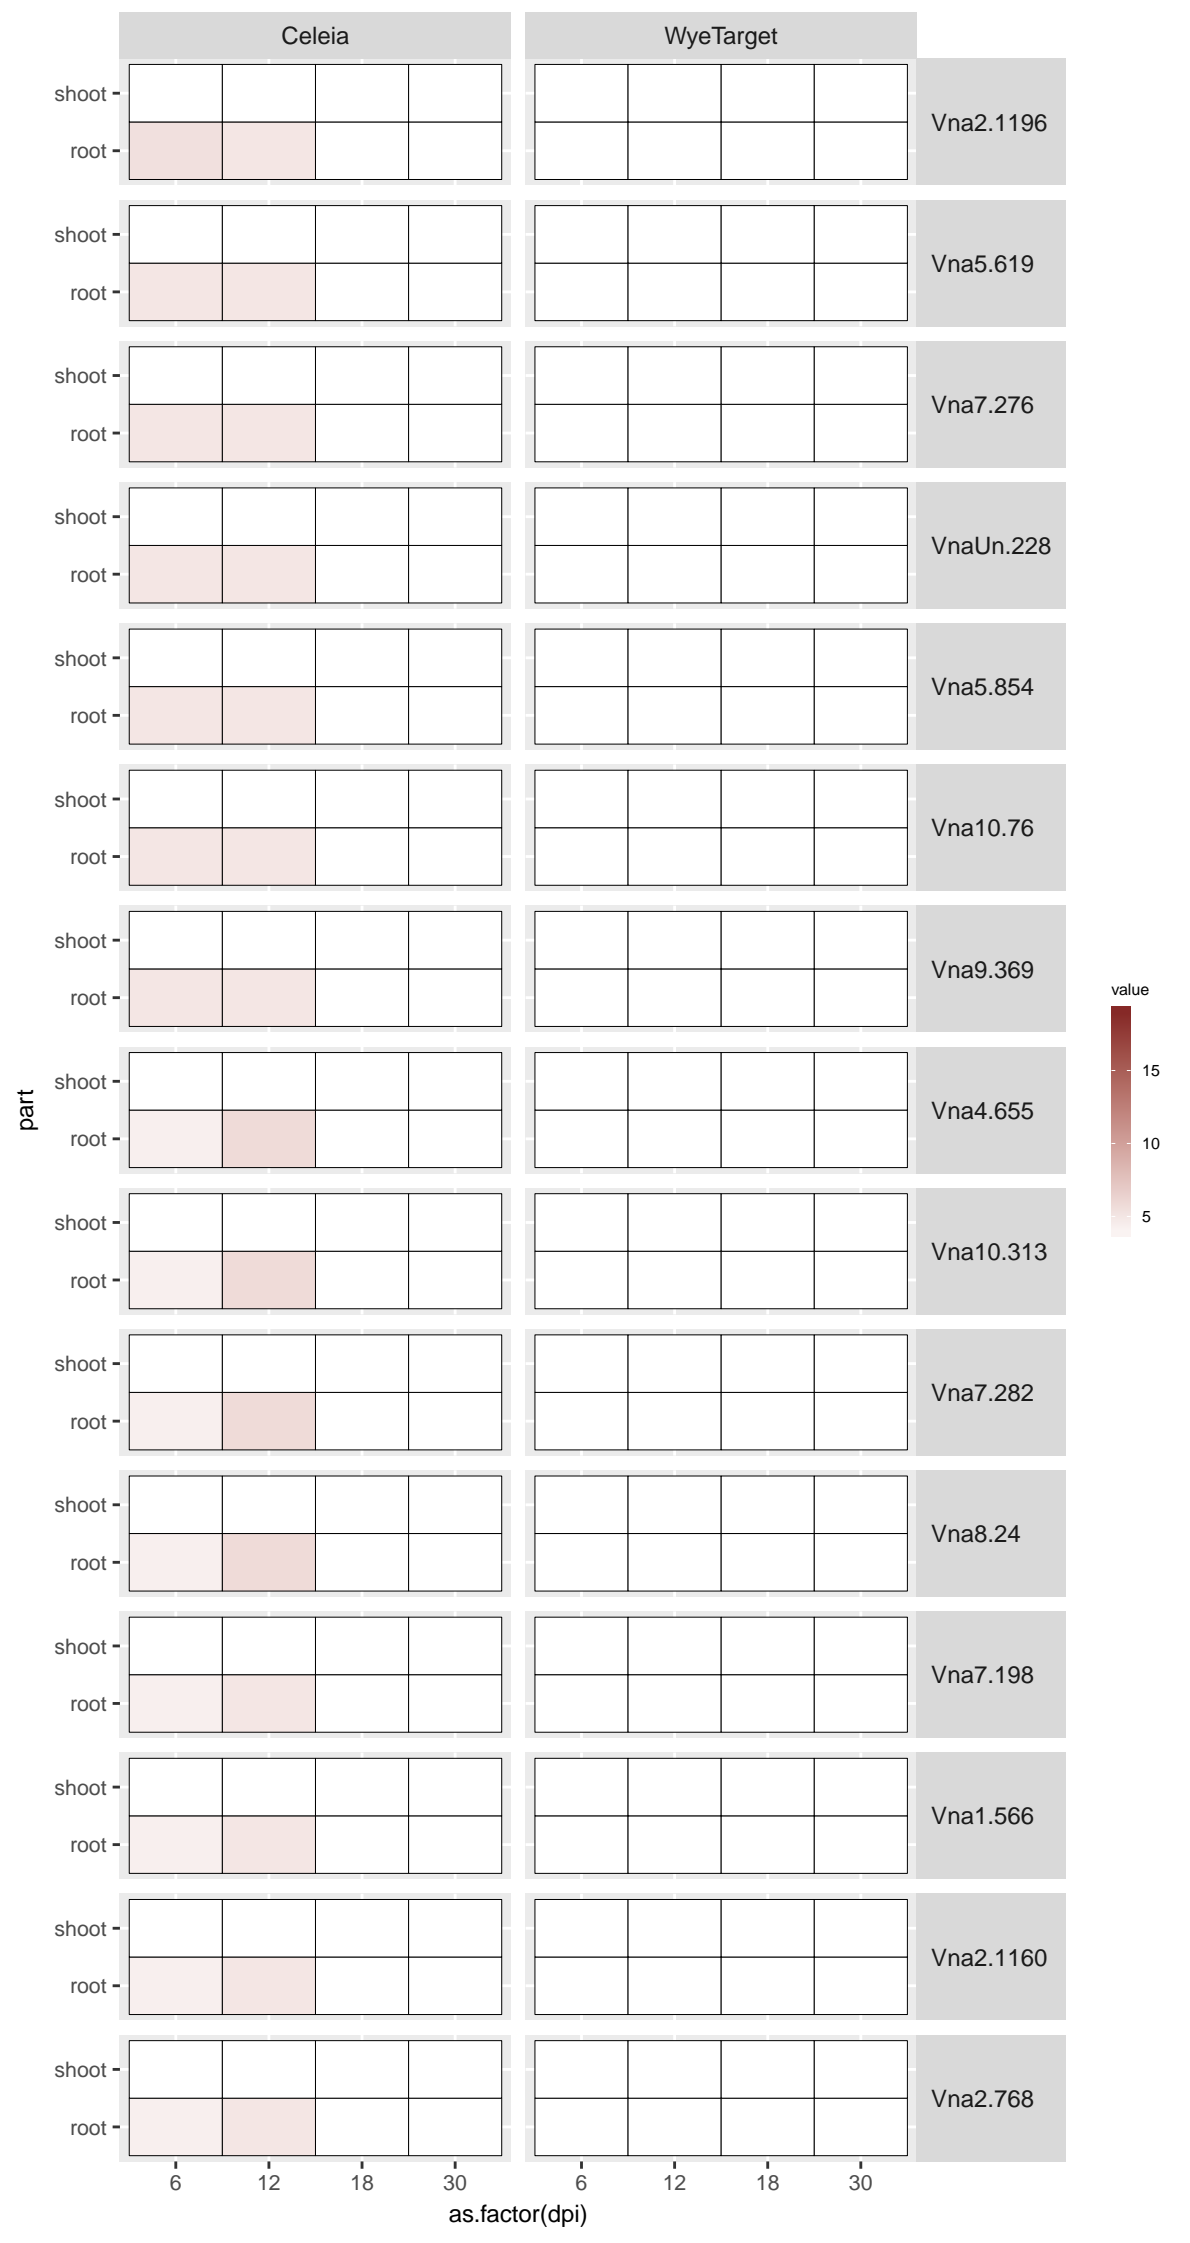 Celeia WyeTarget
shoot
root
Vna2.1196
shoot
root
Vna5.619
shoot
root
Vna7.276
shoot
root
VnaUn.228
shoot
root
Vna5.854
shoot
root
Vna10.76
shoot
root
Vna9.369
shoot
root
Vna4.655
shoot
root
Vna10.313
shoot
root
Vna7.282
shoot
root
Vna8.24
shoot
root
Vna7.198
shoot
root
Vna1.566
shoot
root
Vna2.1160
shoot
root
Vna2.768
6 12 18 30 6 12 18 30
as.factor(dpi)
part
value
15
10
5